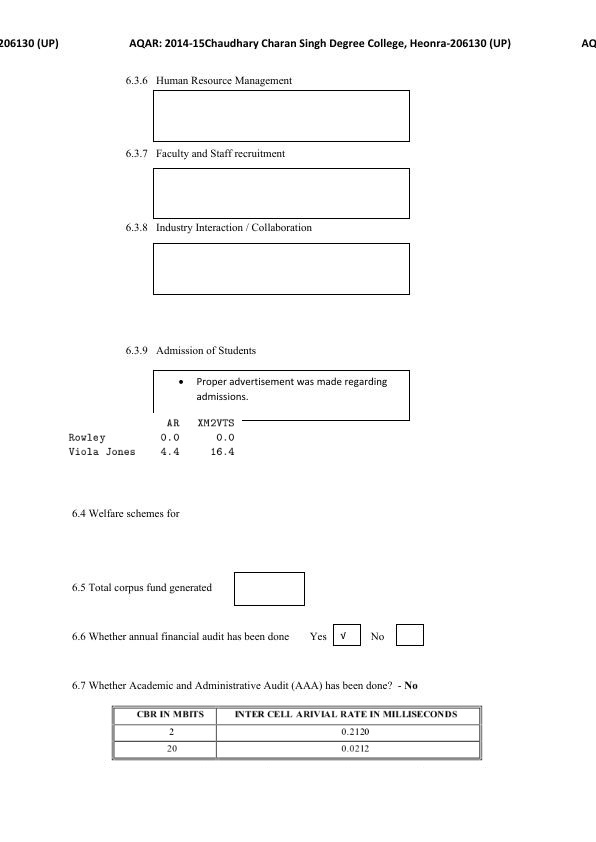 206130 (UP) AQAR: 2014-15Chaudhary Charan Singh Degree College, Heonra-206130 (UP) AQ
6.3.6 Human Resource Management
6.3.7 Faculty and Staff recruitment
6.3.8 Industry Interaction / Collaboration
6.3.9 Admission of Students
• Proper advertisement was made regarding
admissions.
AR XM2VTS
Rowley 0.0 0.0
Viola Jones 4.4 16.4
6.4 Welfare schemes for
6.5 Total corpus fund generated
6.6 Whether annual financial audit has been done Yes √ No
6.7 Whether Academic and Administrative Audit (AAA) has been done? - No
CBR IN MBITS INTER CELL ARIVIAL RATE IN MILLISECONDS
2 0.2120
20 0.0212